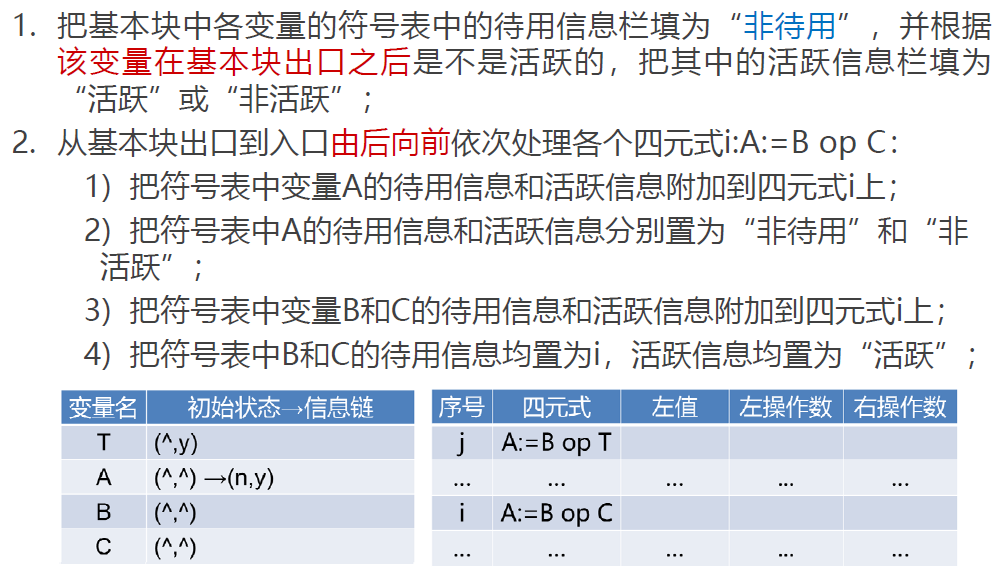 1. 把基本块中各变量的符号表中的待用信息栏填为“非待用”，并根据
该变量在基本块出口之后是不是活跃的，把其中的活跃信息栏填为
“活跃”或“非活跃”；
2. 从基本块出口到入口由后向前依次处理各个四元式i:A:=B op C：
1) 把符号表中变量A的待用信息和活跃信息附加到四元式i上；
2) 把符号表中A的待用信息和活跃信息分别置为“非待用”和“非
活跃”；
3) 把符号表中变量B和C的待用信息和活跃信息附加到四元式i上；
4) 把符号表中B和C的待用信息均置为i，活跃信息均置为“活跃”；
变量名 初始状态→信息链
T (^,y)
A (^,^) →(n,y)
B (^,^)
C (^,^)
序号 四元式 左值 左操作数 右操作数
j A:=B op T
... ... ... ... ...
i A:=B op C
... ... ... ... ...